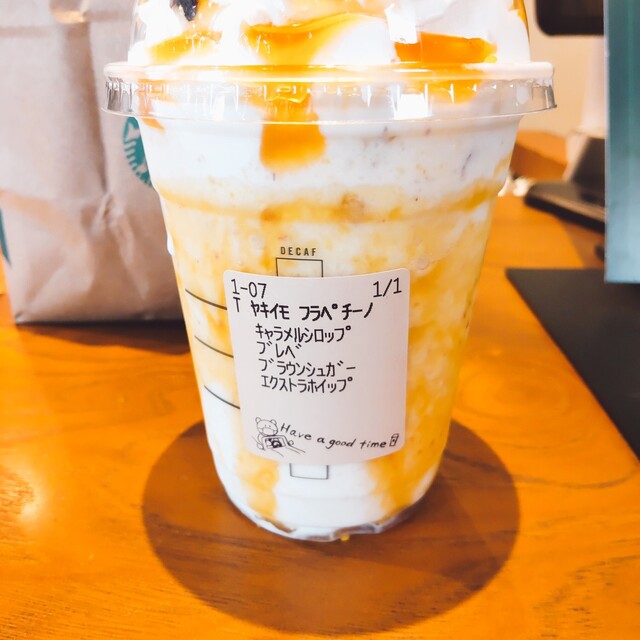 DECAF
1-07 1/1
T ヤキイモ フラペチーノ
キャラメルシロップ
ブレベ
ブラウンシュガー
エクストラホイップ
Have a good time